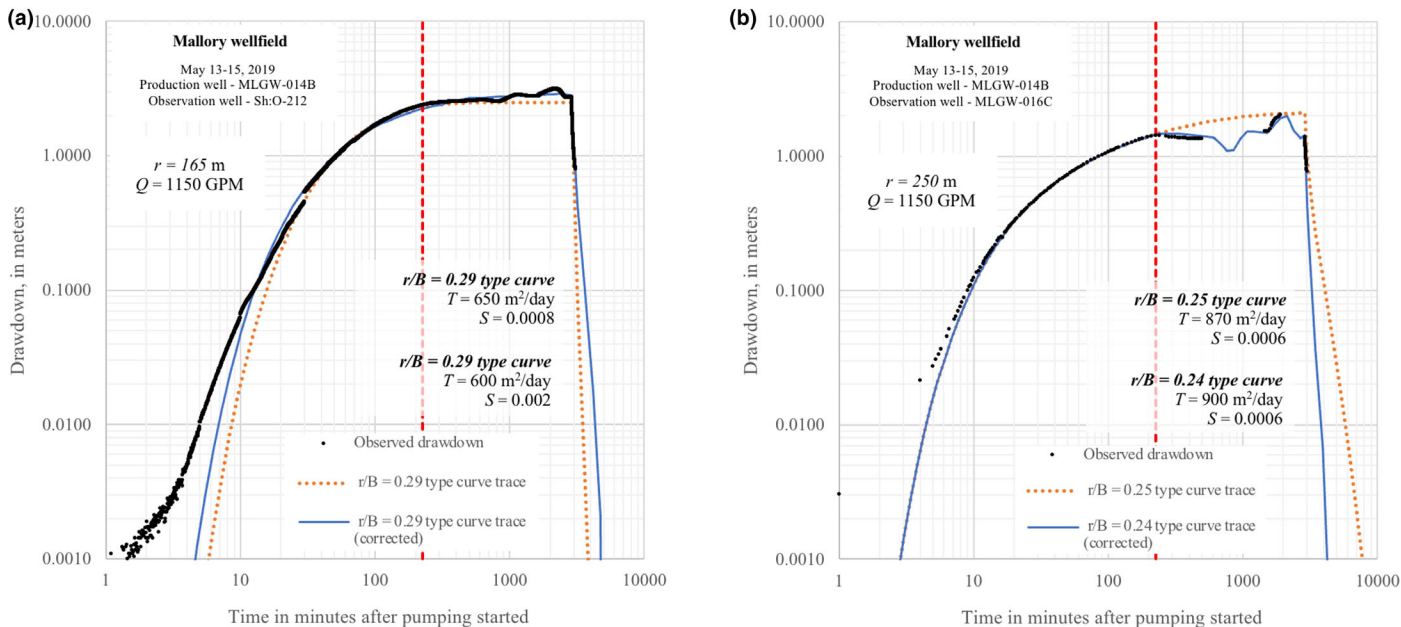 (a)
10.0000
1.0000
0.1000
0.0100
0.0010
Drawdown, in meters
Mallory wellfield
May 13-15, 2019
Production well - MLGW-014B
Observation well - Sh:O-212
r = 165 m
Q = 1150 GPM
r/B = 0.29 type curve
T = 650 m²/day
S = 0.0008
r/B = 0.29 type curve
T = 600 m²/day
S = 0.002
Observed drawdown
r/B = 0.29 type curve trace
r/B = 0.29 type curve trace
(corrected)
1 10 100 1000 10000
Time in minutes after pumping started
(b)
10.0000
1.0000
0.1000
0.0100
0.0010
Drawdown, in meters
Mallory wellfield
May 13-15, 2019
Production well - MLGW-014B
Observation well - MLGW-016C
r = 250 m
Q = 1150 GPM
r/B = 0.25 type curve
T = 870 m²/day
S = 0.0006
r/B = 0.24 type curve
T = 900 m²/day
S = 0.0006
Observed drawdown
r/B = 0.25 type curve trace
r/B = 0.24 type curve trace
(corrected)
1 10 100 1000 10000
Time in minutes after pumping started